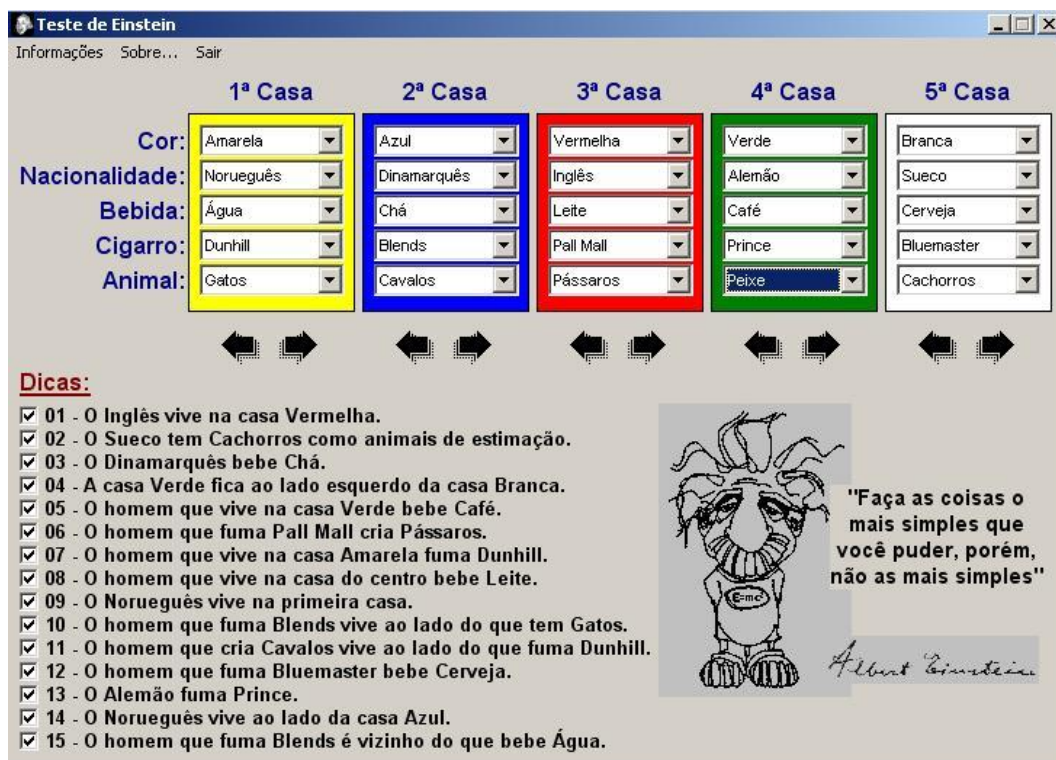 Teste de Einstein
Informações Sobre... Sair
1ª Casa 2ª Casa 3ª Casa 4ª Casa 5ª Casa
Cor: Amarela Azul Vermelha Verde Branca
Nacionalidade: Norueguês Dinamarquês Inglês Alemão Sueco
Bebida: Água Chá Leite Café Cerveja
Cigarro: Dunhill Blends Pall Mall Prince Bluemaster
Animal: Gatos Cavalos Pássaros Peixe Cachorros
Dicas:
01 - O Inglês vive na casa Vermelha.
02 - O Sueco tem Cachorros como animais de estimação.
03 - O Dinamarquês bebe Chá.
04 - A casa Verde fica ao lado esquerdo da casa Branca.
05 - O homem que vive na casa Verde bebe Café.
06 - O homem que fuma Pall Mall cria Pássaros.
07 - O homem que vive na casa Amarela fuma Dunhill.
08 - O homem que vive na casa do centro bebe Leite.
09 - O Norueguês vive na primeira casa.
10 - O homem que fuma Blends vive ao lado do que tem Gatos.
11 - O homem que cria Cavalos vive ao lado do que fuma Dunhill.
12 - O homem que fuma Bluemaster bebe Cerveja.
13 - O Alemão fuma Prince.
14 - O Norueguês vive ao lado da casa Azul.
15 - O homem que fuma Blends é vizinho do que bebe Água.
"Faça as coisas o
mais simples que
você puder, porém,
não as mais simples"
E=mc²
Albert Einstein